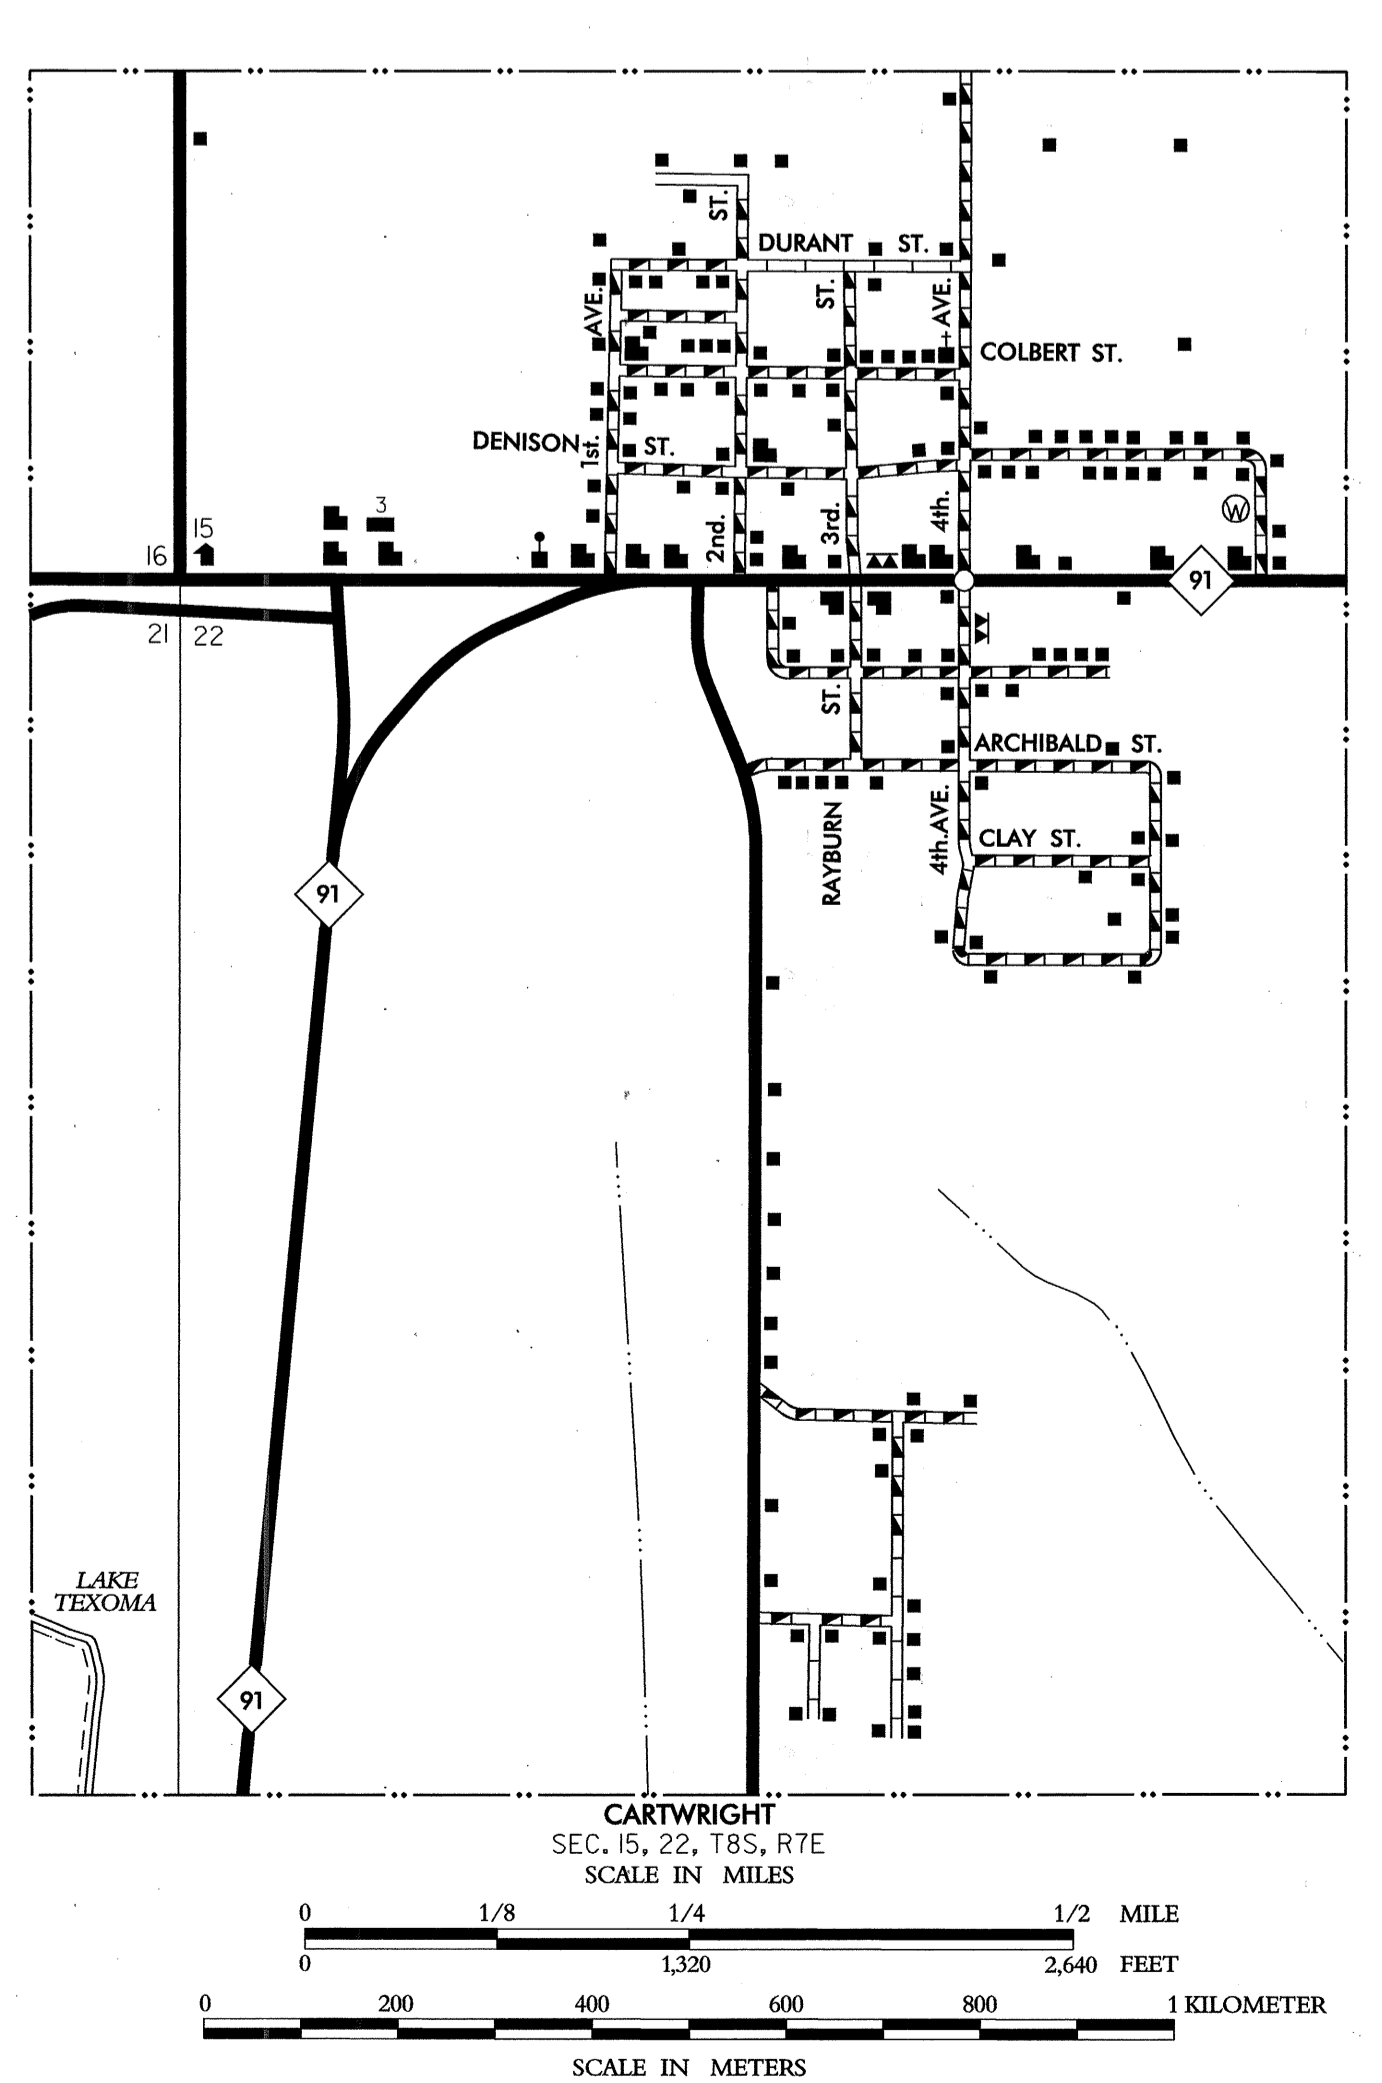 ST.
DURANT ST.
AVE.
ST.
AVE.
COLBERT ST.
DENISON ST.
1st.
2nd.
3rd.
4th.
3
15
16
W
91
21 22
ST.
ARCHIBALD ST.
4th. AVE.
CLAY ST.
RAYBURN
91
LAKE
TEXOMA
91
CARTWRIGHT
SEC. 15, 22, T8S, R7E
SCALE IN MILES
0 1/8 1/4 1/2 MILE
0 1,320 2,640 FEET
0 200 400 600 800 1 KILOMETER
SCALE IN METERS